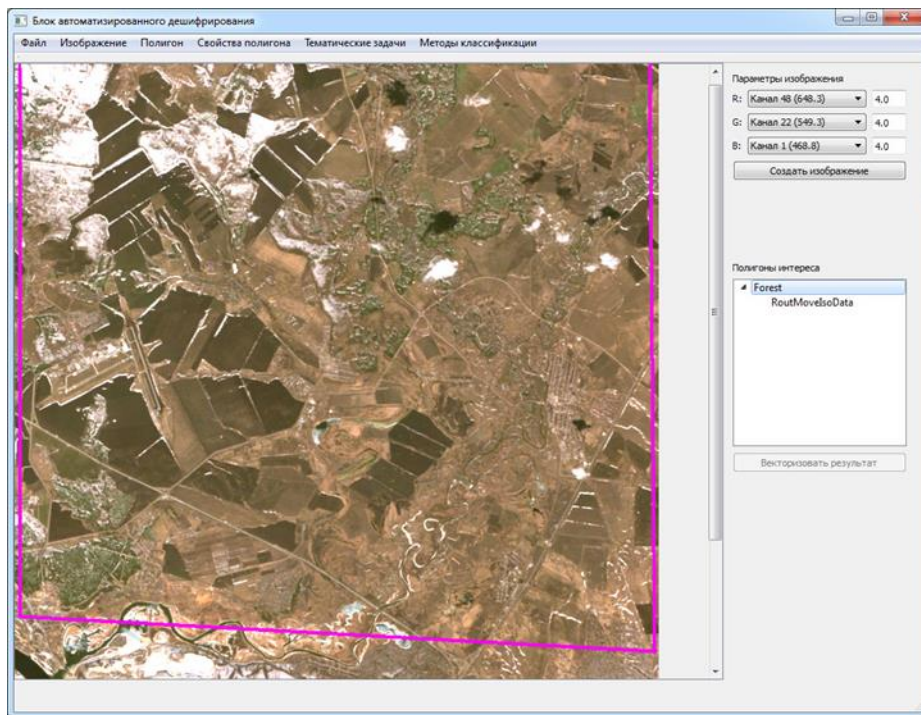 Блок автоматизированного дешифрирования
Файл Изображение Полигон Свойства полигона Тематические задачи Методы классификации
Параметры изображения
R: Канал 48 (648.3) 4.0
G: Канал 22 (549.3) 4.0
B: Канал 1 (468.8) 4.0
Создать изображение
Полигоны интереса
Forest
RoutMoveIsoData
Векторизовать результат